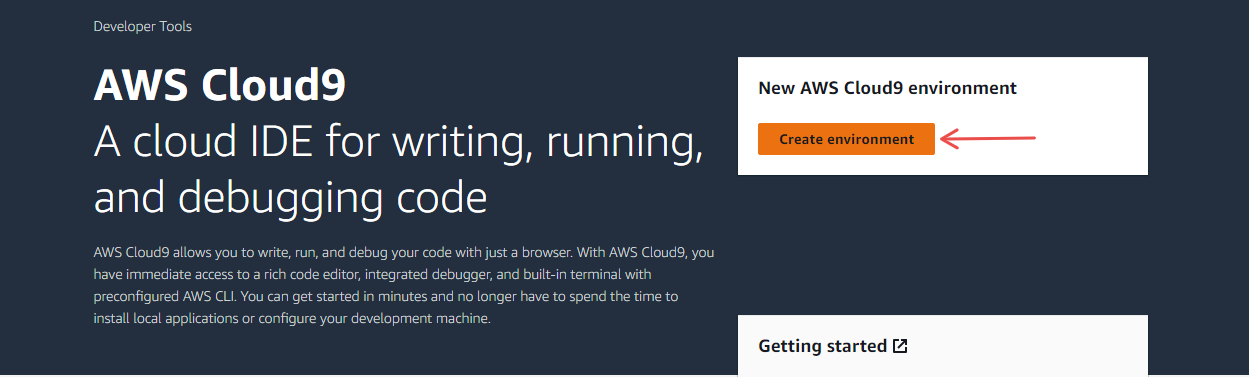 Developer Tools
AWS Cloud9
A cloud IDE for writing, running,
and debugging code
AWS Cloud9 allows you to write, run, and debug your code with just a browser. With AWS Cloud9, you
have immediate access to a rich code editor, integrated debugger, and built-in terminal with
preconfigured AWS CLI. You can get started in minutes and no longer have to spend the time to
install local applications or configure your development machine.
New AWS Cloud9 environment
Create environment
Getting started